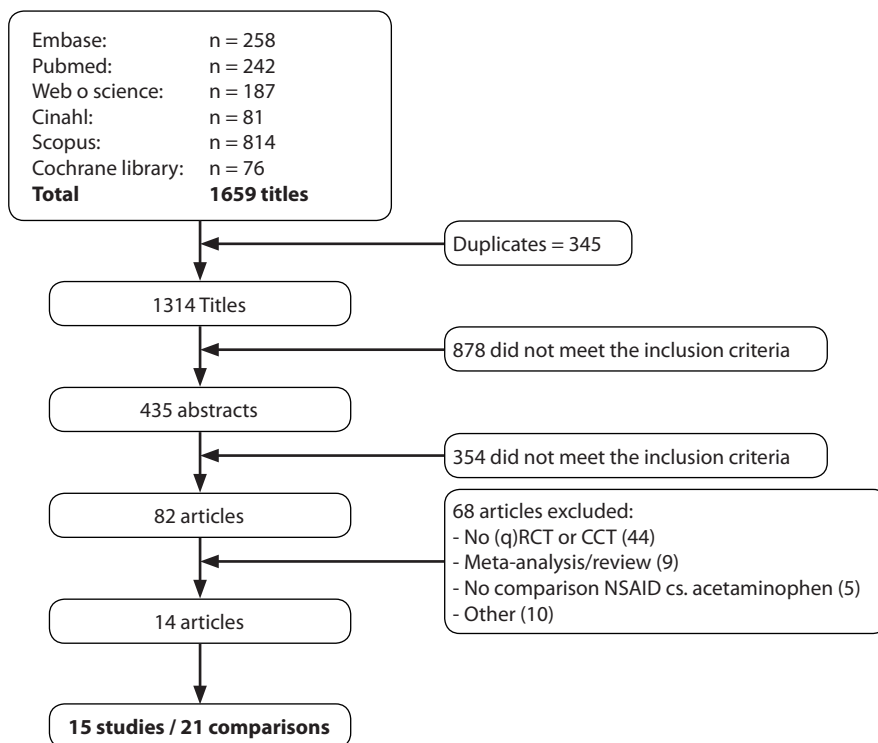 Embase: n = 258
Pubmed: n = 242
Web o science: n = 187
Cinahl: n = 81
Scopus: n = 814
Cochrane library: n = 76
Total 1659 titles
Duplicates = 345
1314 Titles
878 did not meet the inclusion criteria
435 abstracts
354 did not meet the inclusion criteria
82 articles
68 articles excluded:
- No (q)RCT or CCT (44)
- Meta-analysis/review (9)
- No comparison NSAID cs. acetaminophen (5)
- Other (10)
14 articles
15 studies / 21 comparisons